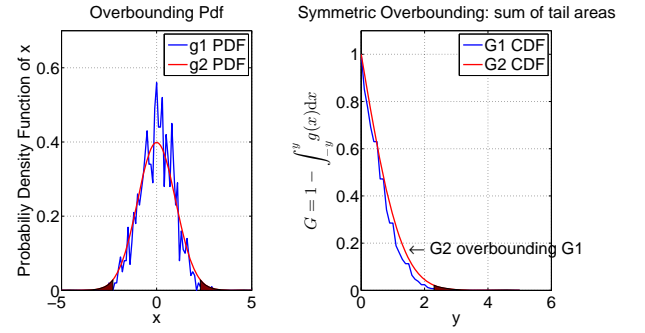 Overbounding Pdf
g1 PDF
g2 PDF
Probability Density Function of x
0.6
0.4
0.2
0
−5
0
5
x
Symmetric Overbounding: sum of tail areas
G1 CDF
G2 CDF
G = 1 − ∫_{−y}^{y} g(x)dx
1
0.8
0.6
0.4
0.2
0
← G2 overbounding G1
0
2
4
6
y